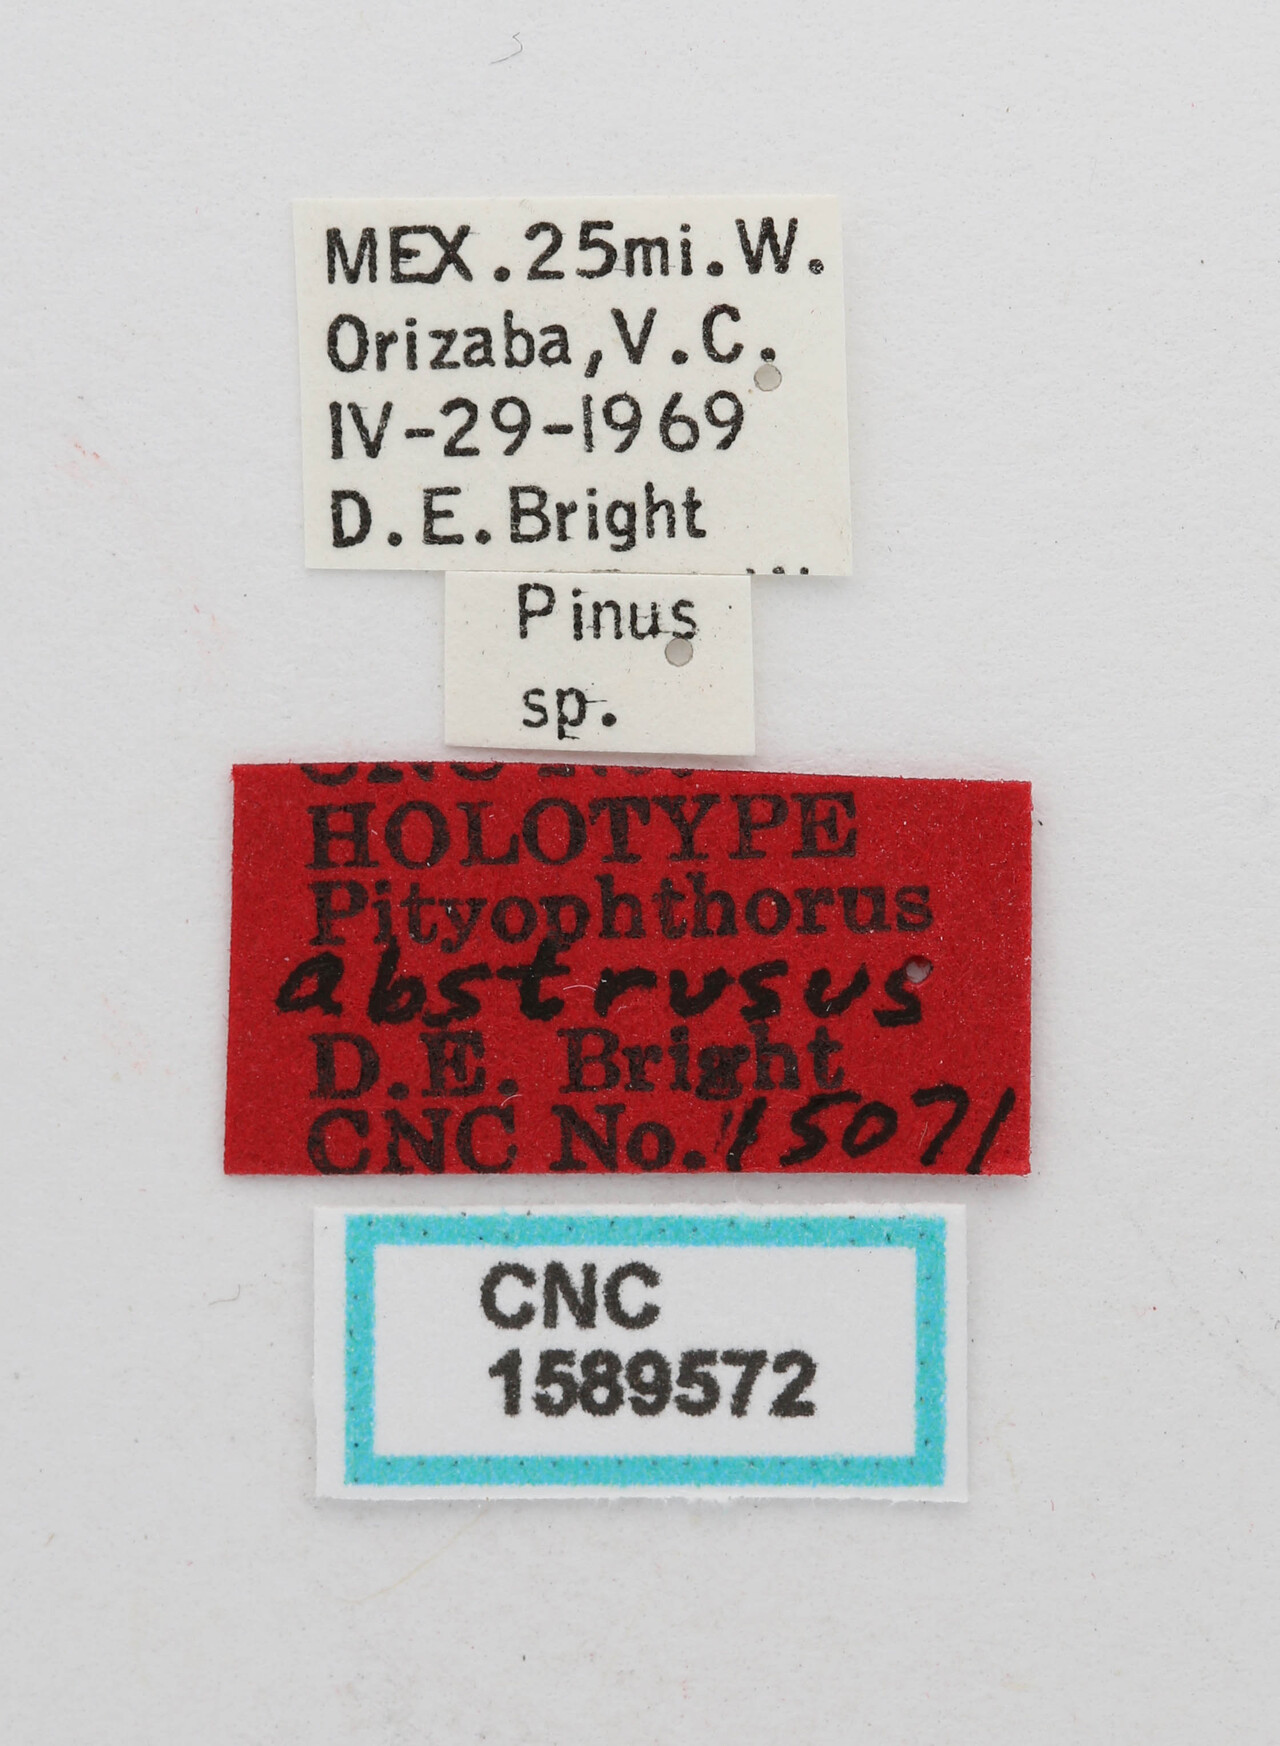 MEX.25mi.W.
Orizaba,V.C.
IV-29-1969
D.E.Bright
Pinus
sp.
HOLOTYPE
Pityophthorus
abstrusus
D.E. Bright
CNC No. 15071
CNC
1589572